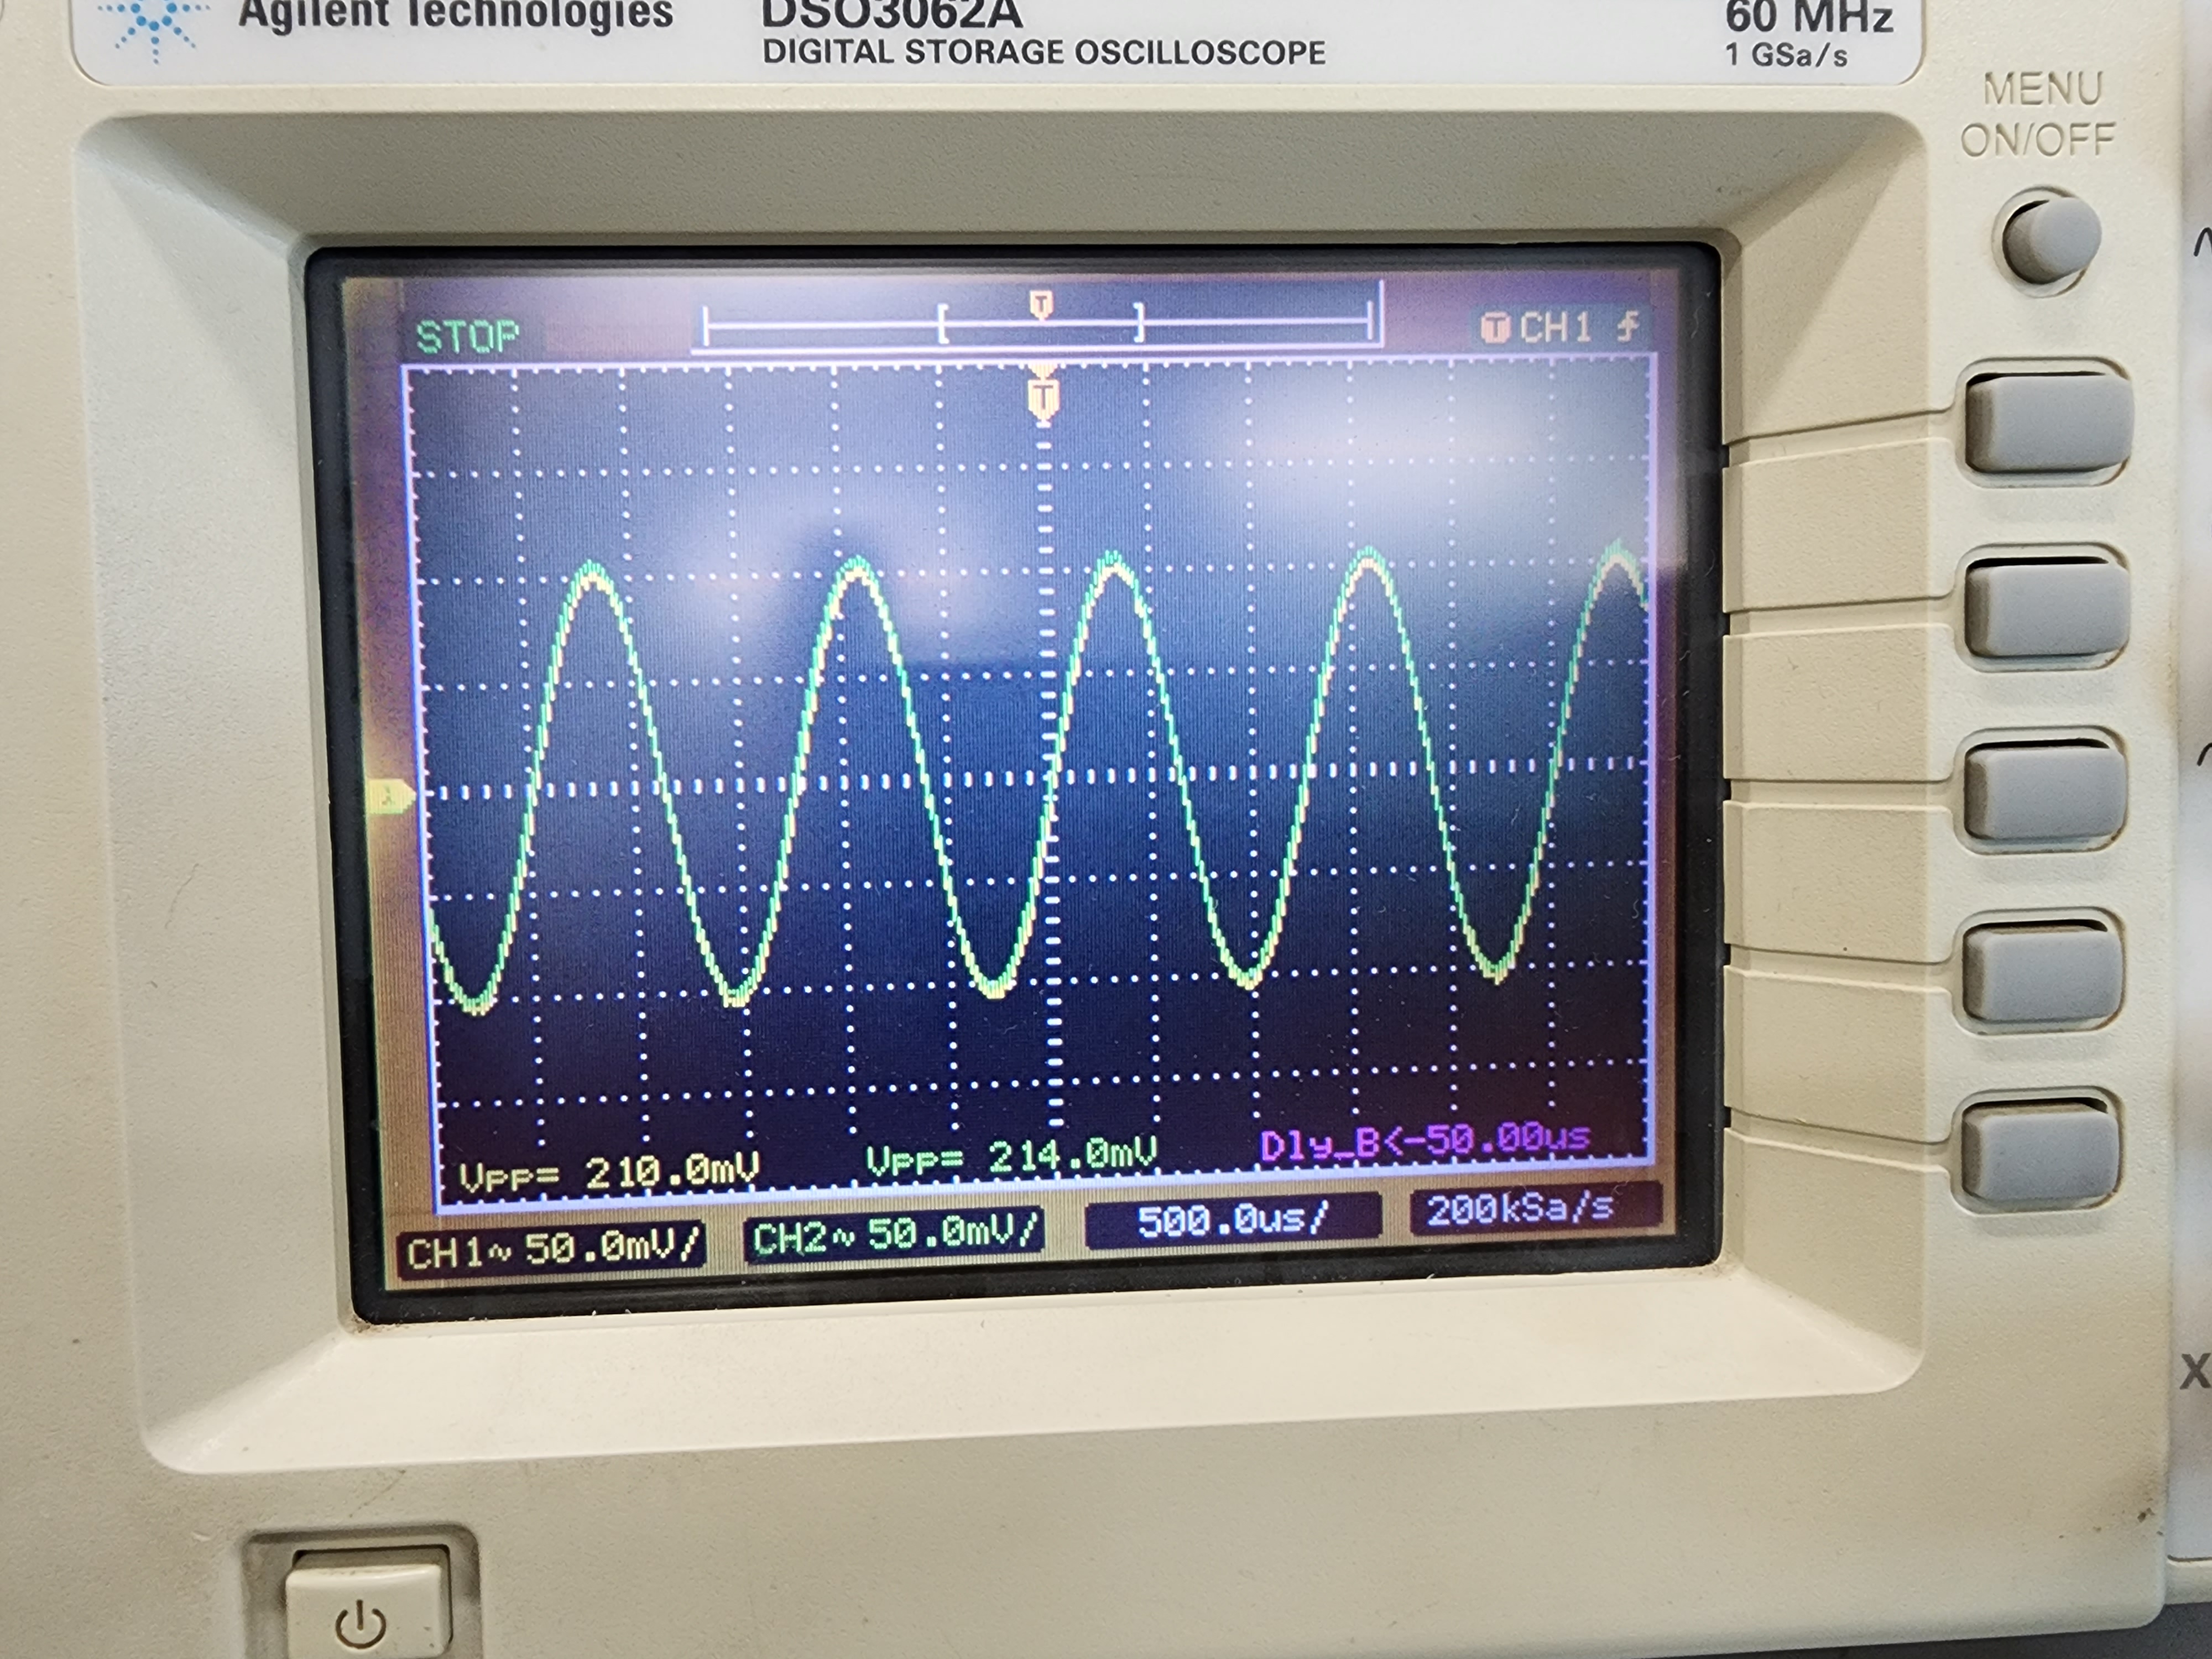 Agilent Technologies
DSO3062A
DIGITAL STORAGE OSCILLOSCOPE
60 MHz
1 GSa/s
MENU
ON/OFF
STOP
T
T CH1
T
1
Vpp= 210.0mV
Vpp= 214.0mV
Dly_B<-50.00us
CH1~ 50.0mV/
CH2~ 50.0mV/
500.0us/
200kSa/s
X